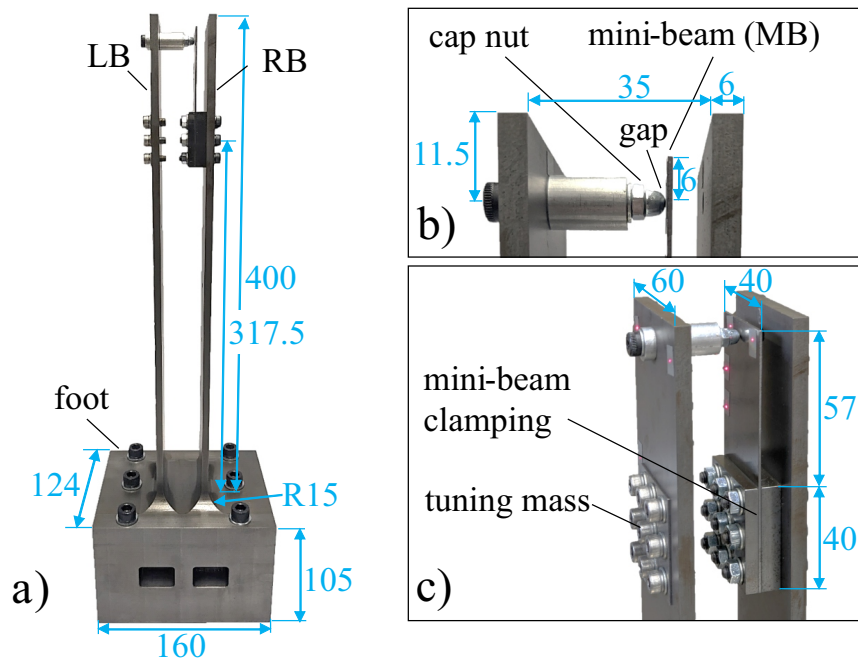 LB
RB
400
317.5
foot
124
R15
105
160
a)
cap nut
mini-beam (MB)
35
6
gap
11.5
6
b)
60
40
mini-beam
clamping
57
tuning mass
40
c)